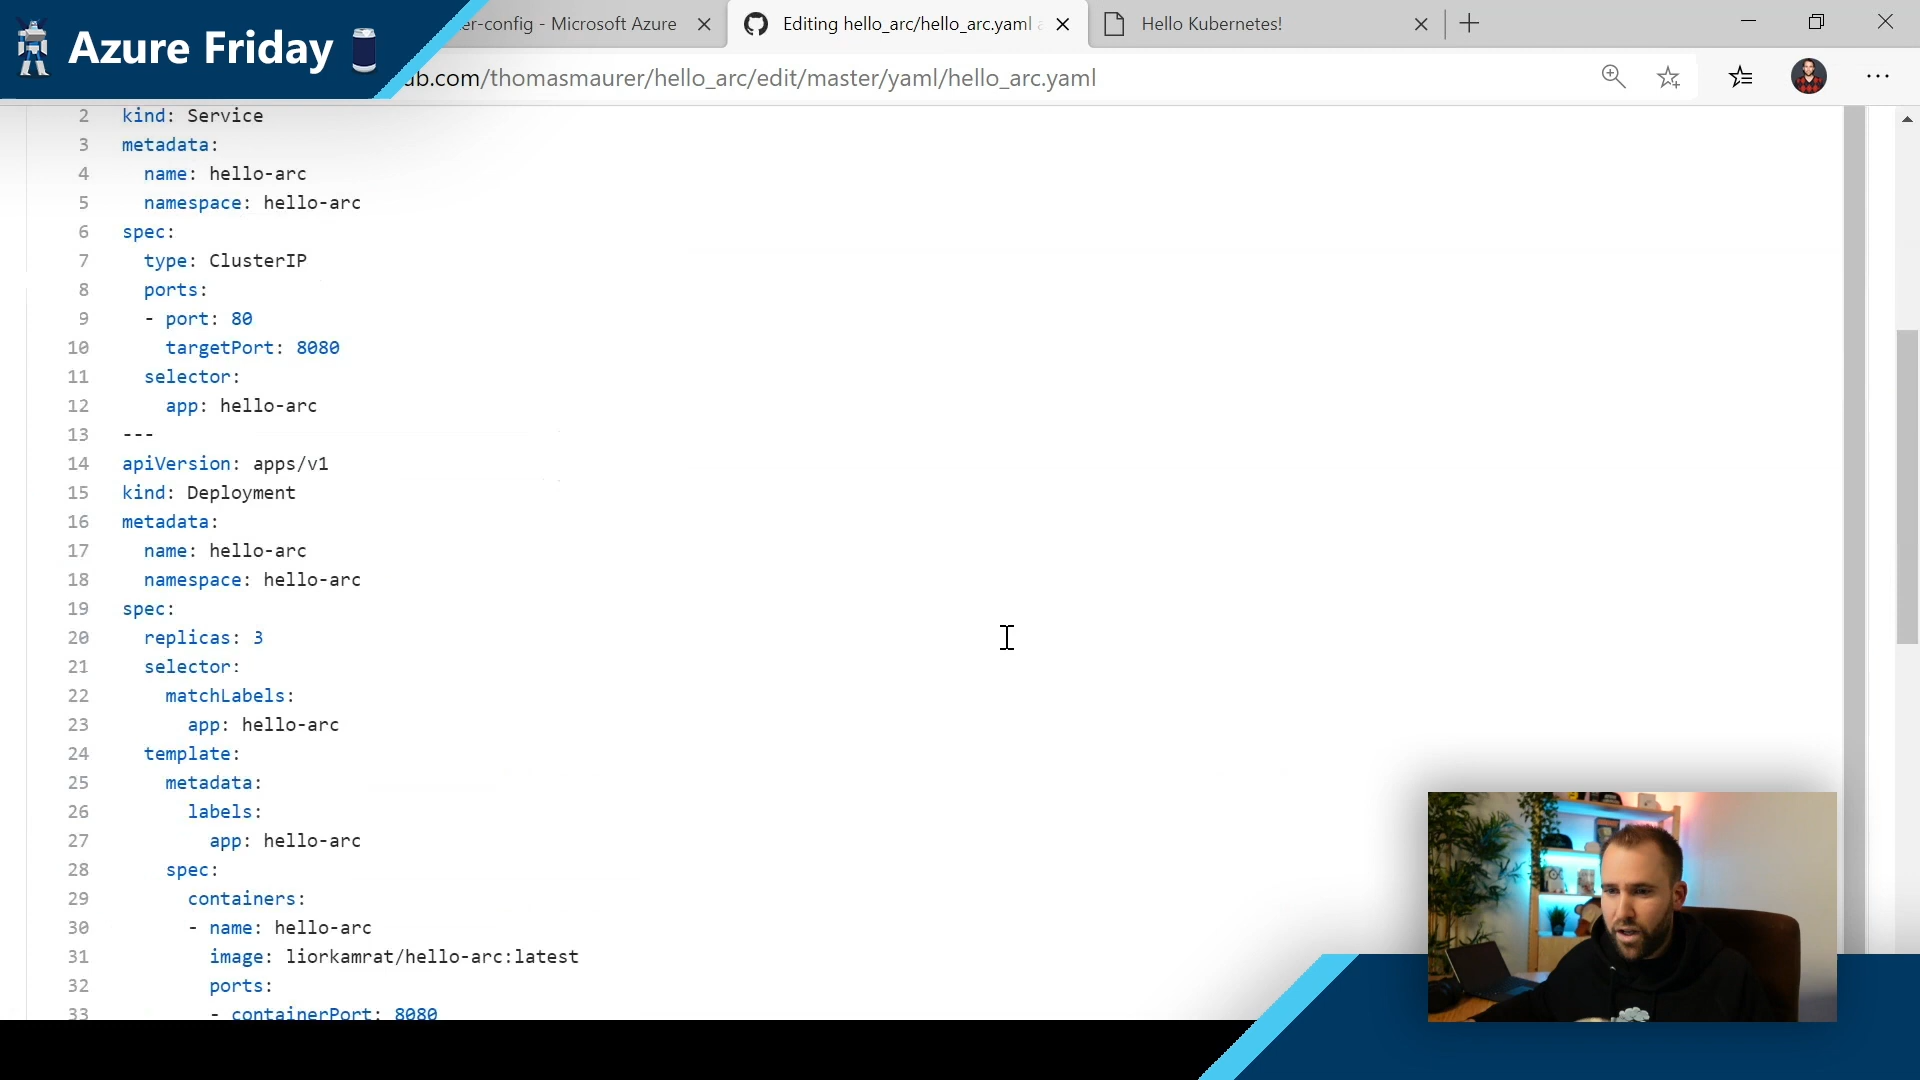 Azure Friday
er-config - Microsoft Azure
Editing hello_arc/hello_arc.yaml
Hello Kubernetes!
ub.com/thomasmaurer/hello_arc/edit/master/yaml/hello_arc.yaml
2 kind: Service
3 metadata:
4 name: hello-arc
5 namespace: hello-arc
6 spec:
7 type: ClusterIP
8 ports:
9 - port: 80
10 targetPort: 8080
11 selector:
12 app: hello-arc
13 ---
14 apiVersion: apps/v1
15 kind: Deployment
16 metadata:
17 name: hello-arc
18 namespace: hello-arc
19 spec:
20 replicas: 3
21 selector:
22 matchLabels:
23 app: hello-arc
24 template:
25 metadata:
26 labels:
27 app: hello-arc
28 spec:
29 containers:
30 - name: hello-arc
31 image: liorkamrat/hello-arc:latest
32 ports:
33 - containerPort: 8080